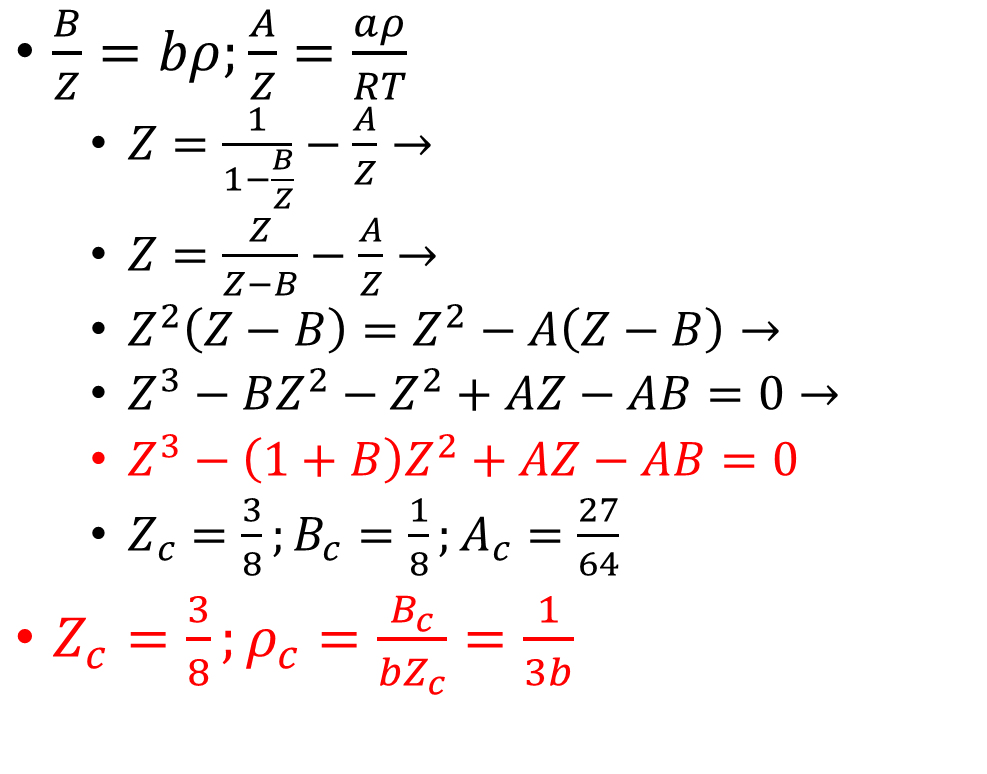 • B/Z = bρ; A/Z = aρ/RT
• Z = 1/(1−B/Z) − A/Z →
• Z = Z/(Z−B) − A/Z →
• Z²(Z − B) = Z² − A(Z − B) →
• Z³ − BZ² − Z² + AZ − AB = 0 →
• Z³ − (1 + B)Z² + AZ − AB = 0
• Z_c = 3/8; B_c = 1/8; A_c = 27/64
• Z_c = 3/8; ρ_c = B_c/(bZ_c) = 1/(3b)